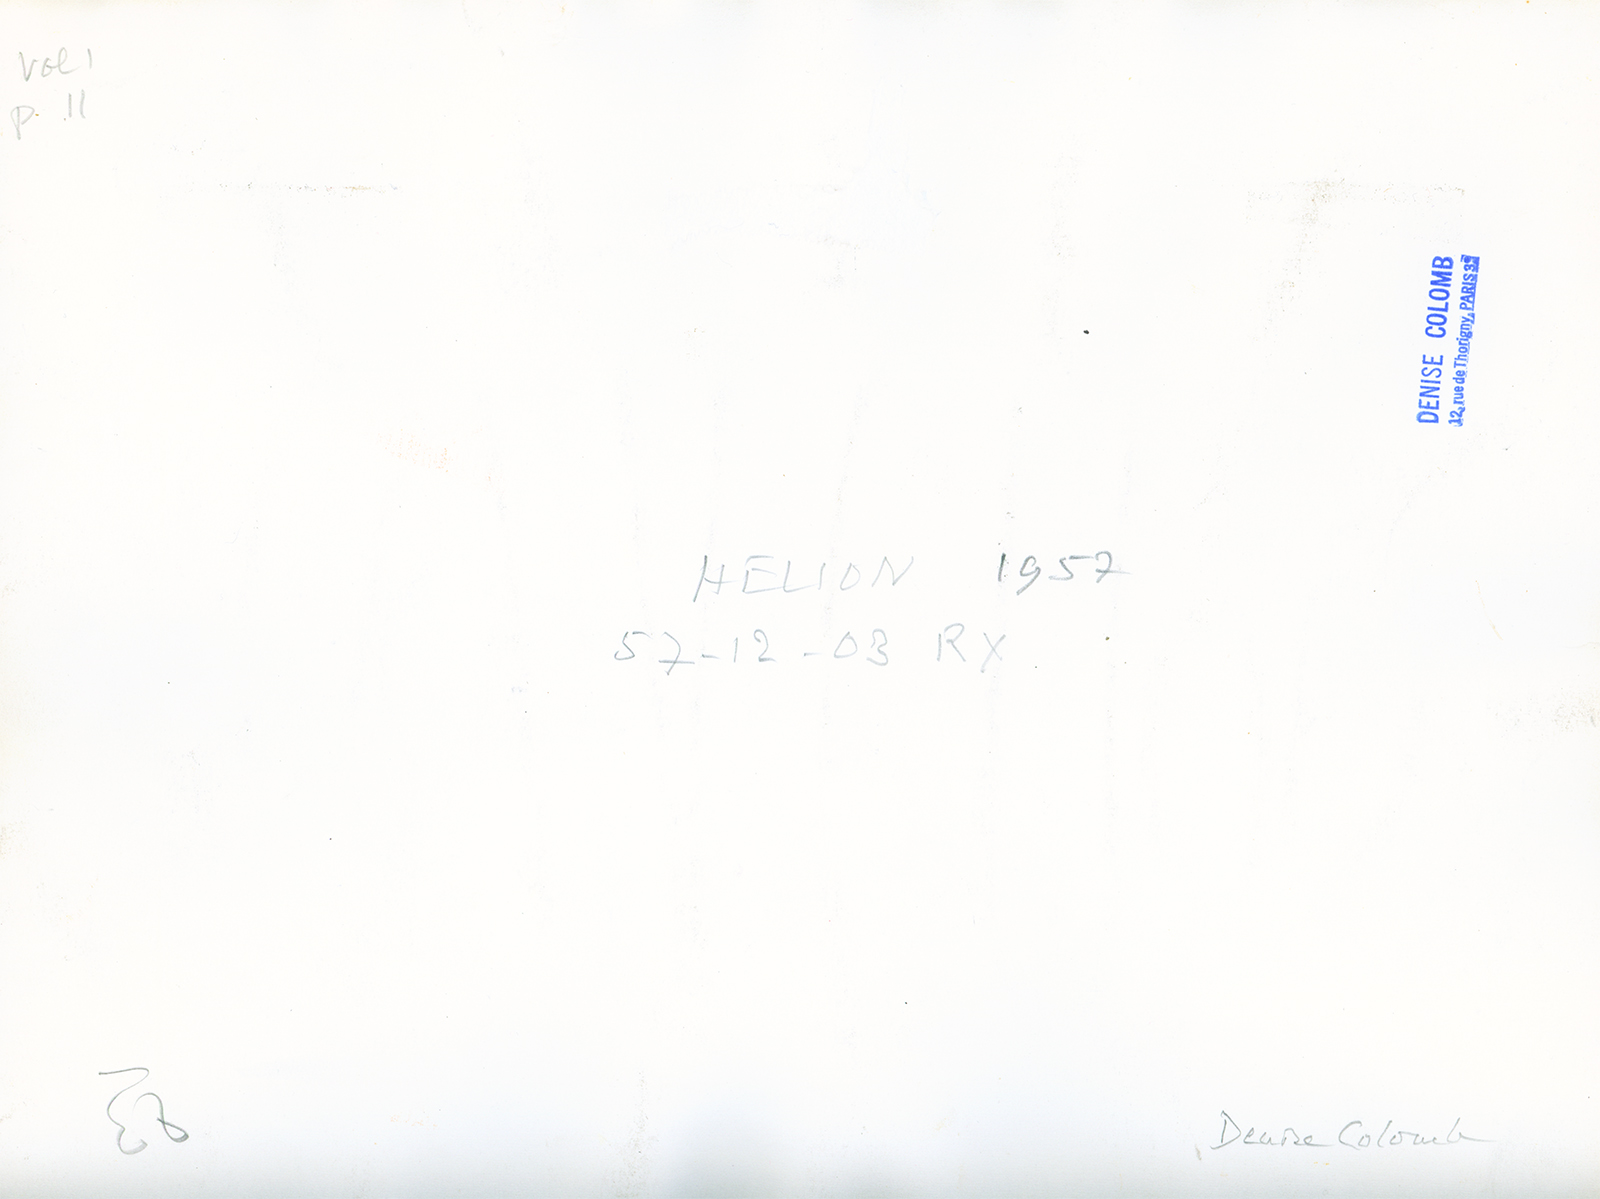 Vol 1
p. 11
DENISE COLOMB
12, rue de Thorigny, PARIS 3e
HELION 1957
57-12-03 RX
Denise Colomb